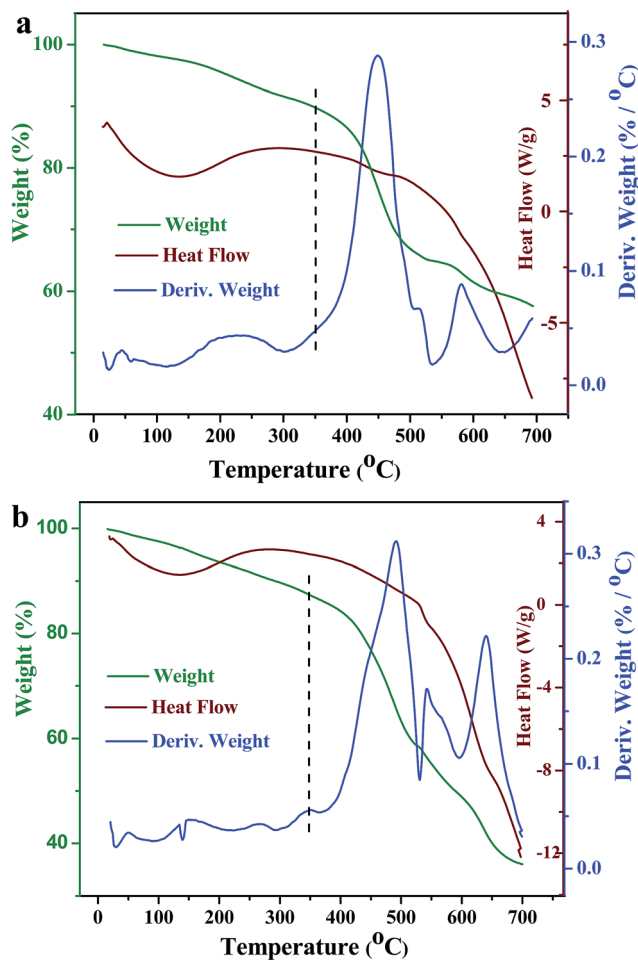 a
100
80
60
40
Weight (%)
Weight
Heat Flow
Deriv. Weight
5
0
-5
Heat Flow (W/g)
0.3
0.2
0.1
0.0
Deriv. Weight (% / °C)
0 100 200 300 400 500 600 700
Temperature (°C)
b
100
80
60
40
Weight (%)
Weight
Heat Flow
Deriv. Weight
4
0
-4
-8
-12
Heat Flow (W/g)
0.3
0.2
0.1
0.0
Deriv. Weight (% / °C)
0 100 200 300 400 500 600 700
Temperature (°C)